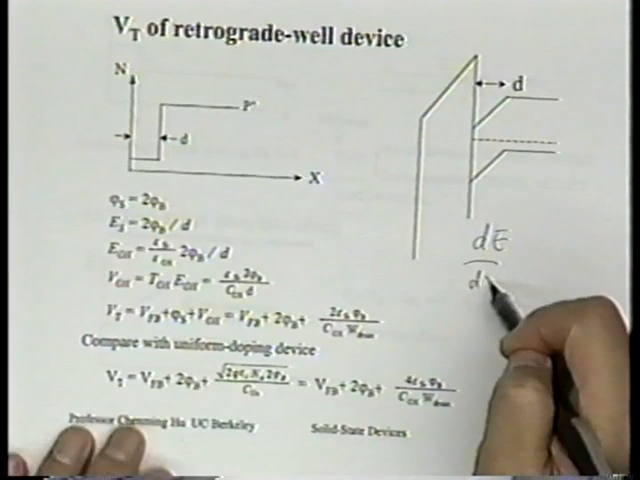 V_T of retrograde-well device
N
P⁺
d
X
d
φ_S = 2φ_B
E_S = 2φ_B / d
E_ox = ε_S/ε_ox 2φ_B / d
V_ox = T_ox E_ox = ε_S 2φ_B / C_ox d
V_T = V_FB + φ_S + V_ox = V_FB + 2φ_B + 2ε_S φ_B / C_ox W_dmax
Compare with uniform-doping device
V_T = V_FB + 2φ_B + √(2qε_s N_a 2φ_B) / C_ox = V_FB + 2φ_B + 4ε_S φ_B / C_ox W_dmax
dE
d
Professor Chenming Hu UC Berkeley Solid-State Devices